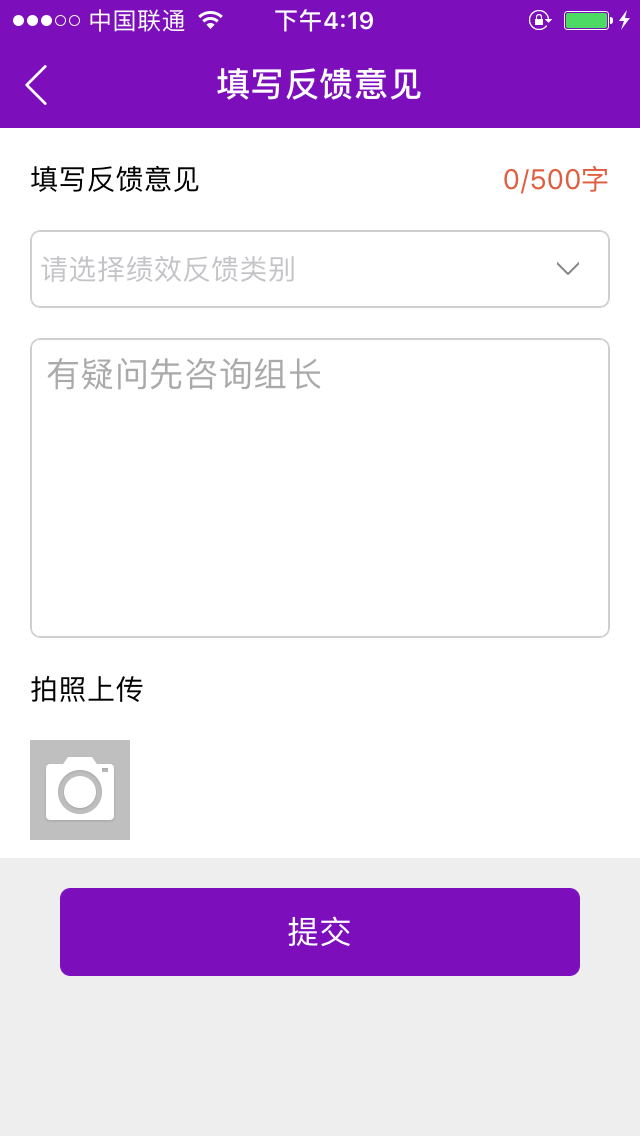 中国联通 下午4:19
填写反馈意见
填写反馈意见 0/500字
请选择绩效反馈类别
有疑问先咨询组长
拍照上传
提交